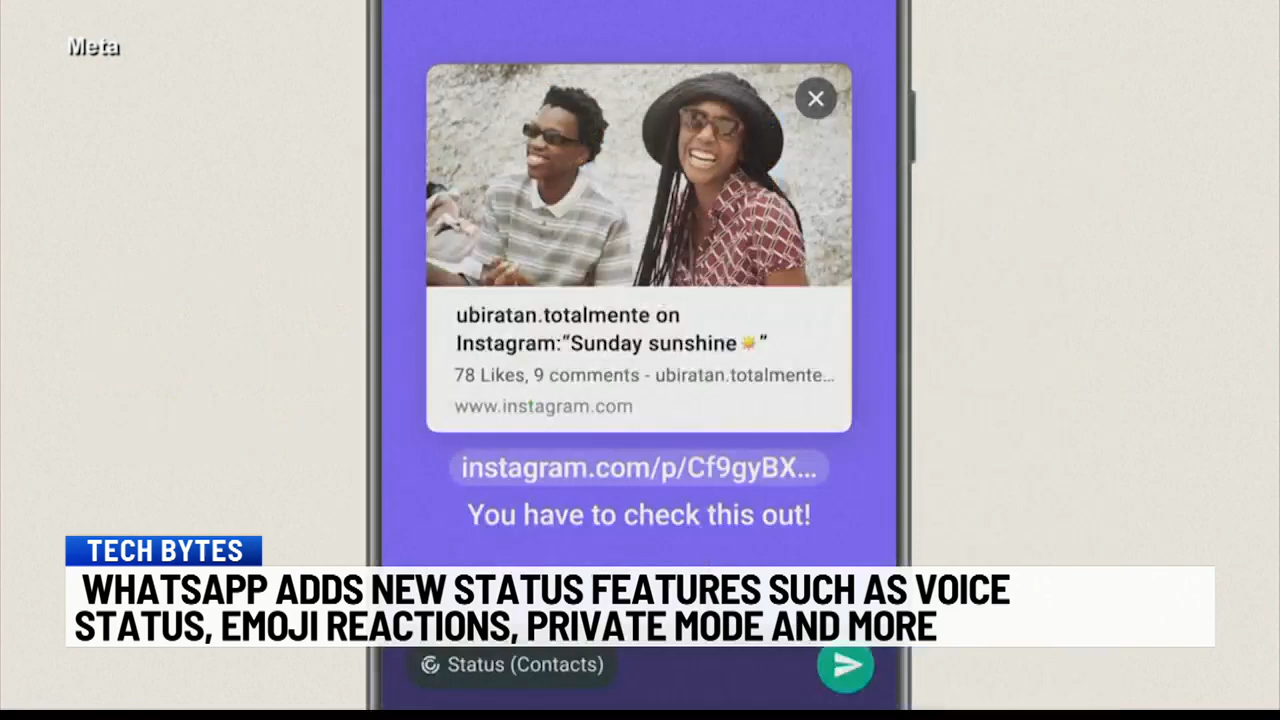 Meta
ubiratan.totalmente on
Instagram:“Sunday sunshine☀️”
78 Likes, 9 comments - ubiratan.totalmente...
www.instagram.com
instagram.com/p/Cf9gyBX...
You have to check this out!
TECH BYTES
WHATSAPP ADDS NEW STATUS FEATURES SUCH AS VOICE
STATUS, EMOJI REACTIONS, PRIVATE MODE AND MORE
Status (Contacts)